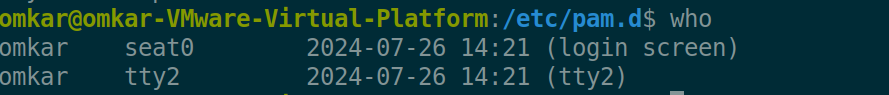 omkar@omkar-VMware-Virtual-Platform:/etc/pam.d$ who
omkar    seat0        2024-07-26 14:21 (login screen)
omkar    tty2         2024-07-26 14:21 (tty2)